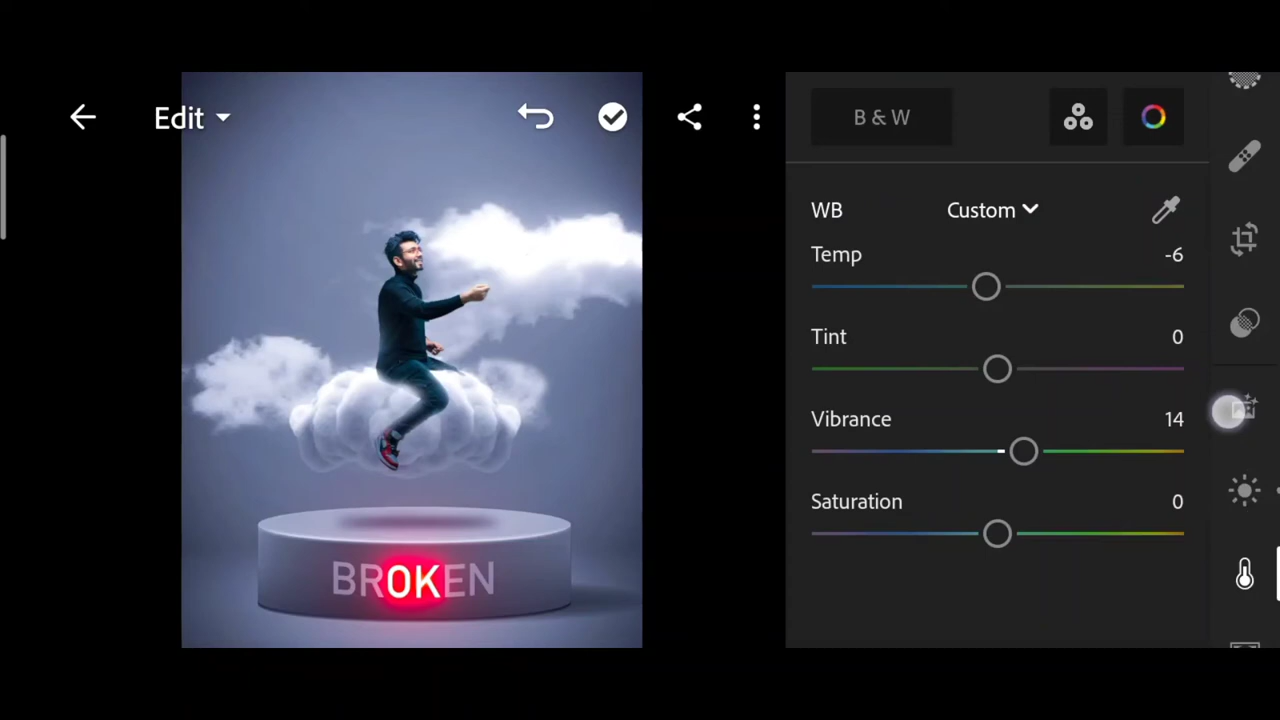 Edit
B & W
WB Custom
Temp -6
Tint 0
Vibrance 14
Saturation 0
BROKEN